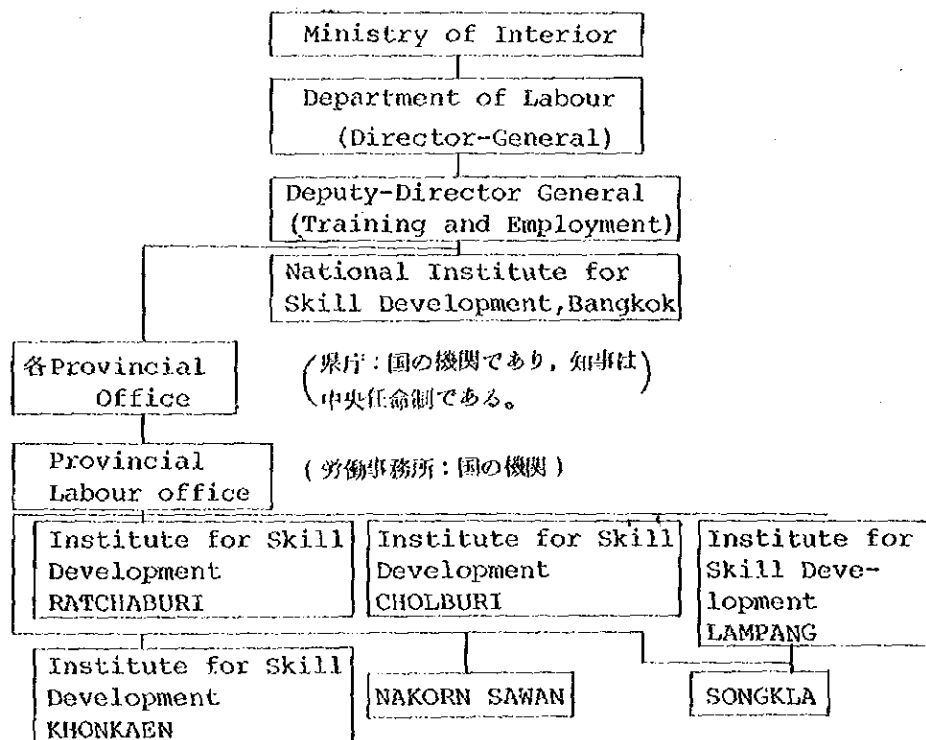 Ministry of Interior
Department of Labour
(Director-General)
Deputy-Director General
(Training and Employment)
National Institute for
Skill Development,Bangkok
各Provincial
Office
(県庁：国の機関であり，知事は
中央任命制である。)
Provincial
Labour office
(労働事務所：国の機関)
Institute for Skill
Development
RATCHABURI
Institute for Skill
Development
CHOLBURI
Institute for
Skill Deve-
lopment
LAMPANG
Institute for Skill
Development
KHONKAEN
NAKORN SAWAN
SONGKLA